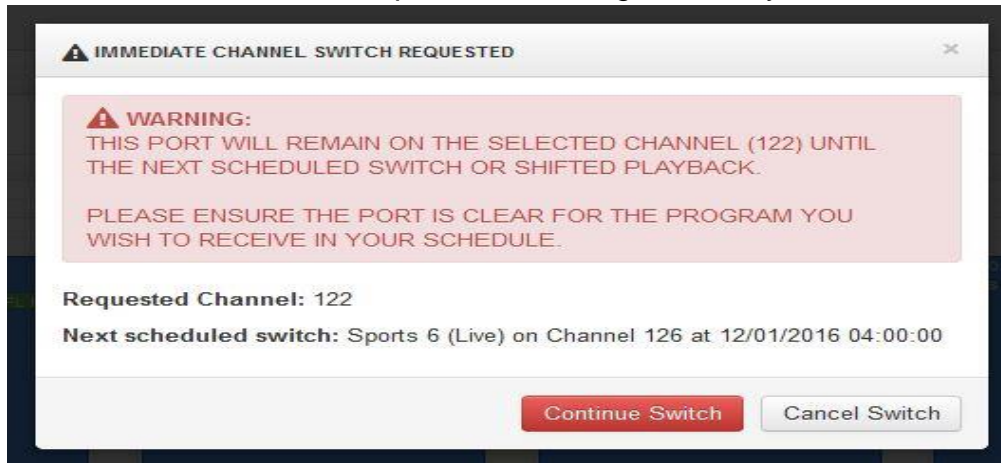 IMMEDIATE CHANNEL SWITCH REQUESTED
×
WARNING:
THIS PORT WILL REMAIN ON THE SELECTED CHANNEL (122) UNTIL
THE NEXT SCHEDULED SWITCH OR SHIFTED PLAYBACK.
PLEASE ENSURE THE PORT IS CLEAR FOR THE PROGRAM YOU
WISH TO RECEIVE IN YOUR SCHEDULE.
Requested Channel: 122
Next scheduled switch: Sports 6 (Live) on Channel 126 at 12/01/2016 04:00:00
Continue Switch
Cancel Switch